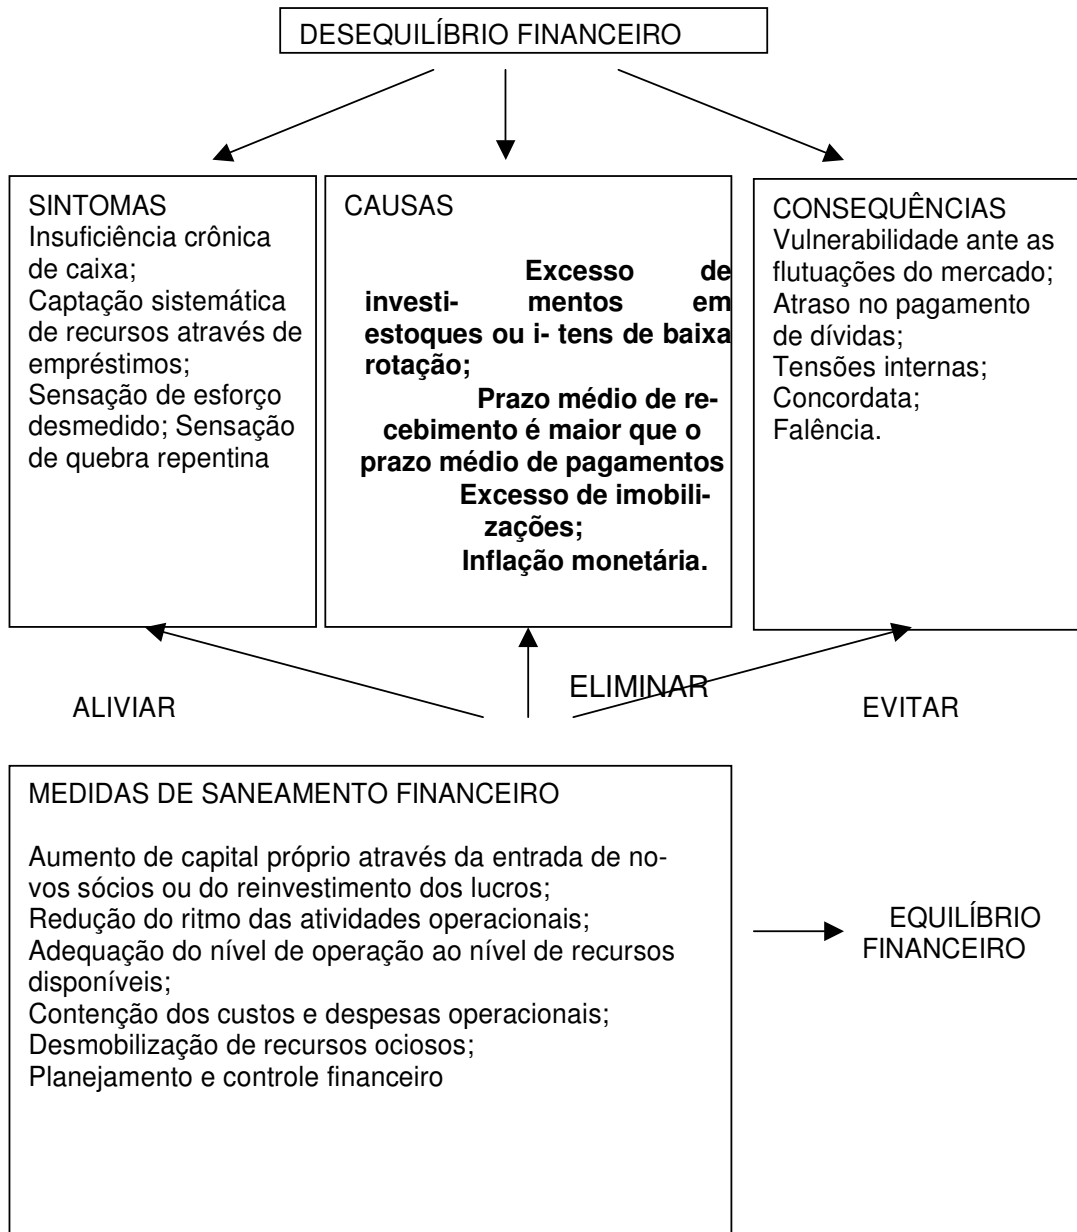 DESEQUILÍBRIO FINANCEIRO
SINTOMAS
Insuficiência crônica
de caixa;
Captação sistemática
de recursos através de
empréstimos;
Sensação de esforço
desmedido; Sensação
de quebra repentina
CAUSAS
Excesso de
investi- mentos em
estoques ou i- tens de baixa
rotação;
Prazo médio de re-
cebimento é maior que o
prazo médio de pagamentos
Excesso de imobili-
zações;
Inflação monetária.
CONSEQUÊNCIAS
Vulnerabilidade ante as
flutuações do mercado;
Atraso no pagamento
de dívidas;
Tensões internas;
Concordata;
Falência.
ALIVIAR
ELIMINAR
EVITAR
MEDIDAS DE SANEAMENTO FINANCEIRO
Aumento de capital próprio através da entrada de no-
vos sócios ou do reinvestimento dos lucros;
Redução do ritmo das atividades operacionais;
Adequação do nível de operação ao nível de recursos
disponíveis;
Contenção dos custos e despesas operacionais;
Desmobilização de recursos ociosos;
Planejamento e controle financeiro
EQUILÍBRIO
FINANCEIRO